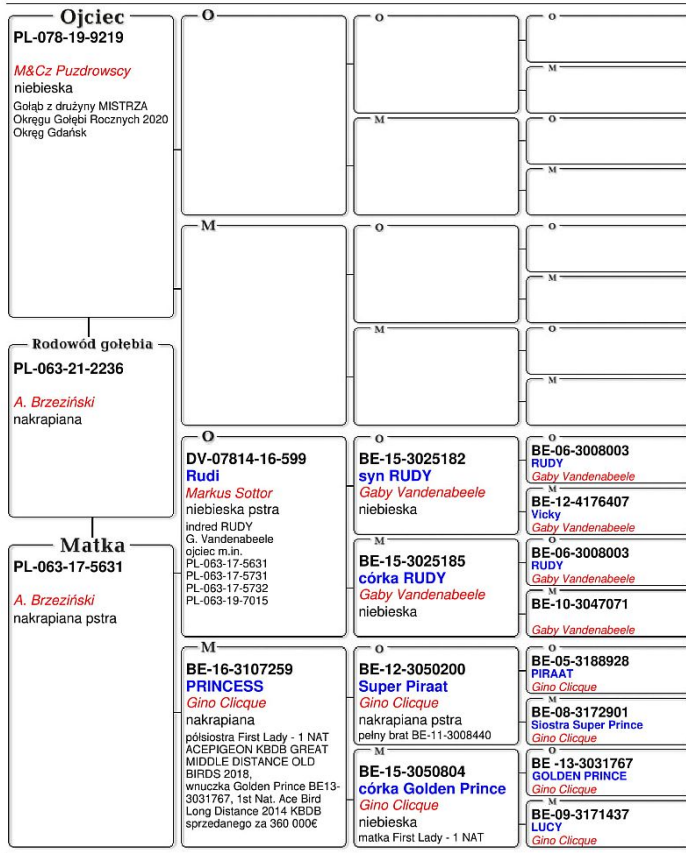 Ojciec
PL-078-19-9219
M&Cz Puzdrowscy
niebieska
Gołąb z drużyny MISTRZA
Okręgu Gołębi Rocznych 2020
Okręg Gdańsk
Rodowód gołębia
PL-063-21-2236
A. Brzeziński
nakrapiana
Matka
PL-063-17-5631
A. Brzeziński
nakrapiana pstra
O
M
O
DV-07814-16-599
Rudi
Markus Sottor
niebieska pstra
indred RUDY
G. Vandenabeele
ojciec m.in.
PL-063-17-5631
PL-063-17-5731
PL-063-17-5732
PL-063-19-7015
M
BE-16-3107259
PRINCESS
Gino Clicque
nakrapiana
półsiostra First Lady - 1 NAT
ACEPIGEON KBDB GREAT
MIDDLE DISTANCE OLD
BIRDS 2018,
wnuczka Golden Prince BE13-
3031767, 1st Nat. Ace Bird
Long Distance 2014 KBDB
sprzedanego za 360 000€
O
M
O
M
O
BE-15-3025182
syn RUDY
Gaby Vandenabeele
niebieska
M
BE-15-3025185
córka RUDY
Gaby Vandenabeele
niebieska
O
BE-12-3050200
Super Piraat
Gino Clicque
nakrapiana pstra
pełny brat BE-11-3008440
M
BE-15-3050804
córka Golden Prince
Gino Clicque
niebieska
matka First Lady - 1 NAT
O
M
O
M
O
M
O
M
O
BE-06-3008003
RUDY
Gaby Vandenabeele
M
BE-12-4176407
Vicky
Gaby Vandenabeele
O
BE-06-3008003
RUDY
Gaby Vandenabeele
M
BE-10-3047071
Gaby Vandenabeele
O
BE-05-3188928
PIRAAT
Gino Clicque
M
BE-08-3172901
Siostra Super Prince
Gino Clicque
O
BE -13-3031767
GOLDEN PRINCE
Gino Clicque
M
BE-09-3171437
LUCY
Gino Clicque